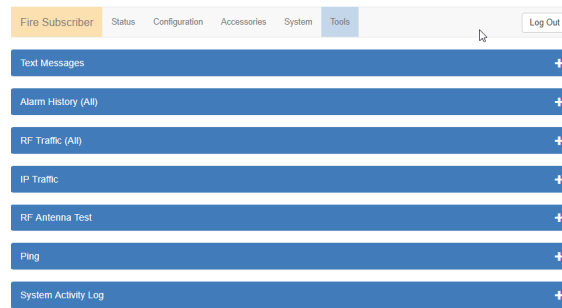 Fire Subscriber Status Configuration Accessories System Tools Log Out
Text Messages
Alarm History (All)
RF Traffic (All)
IP Traffic
RF Antenna Test
Ping
System Activity Log